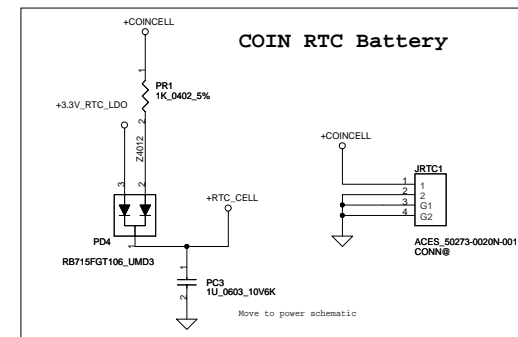 +COINCELL
COIN RTC Battery
1
PR1
1K_0402_5%
2
+3.3V_RTC_LDO
Z4012
3
2
PD4
1
RB715FGT106_UMD3
+RTC_CELL
1
PC3
1U_0603_10V6K
2
Move to power schematic
+COINCELL
JRTC1
1
1
2
2
3
G1
4
G2
ACES_50273-0020N-001
CONN@